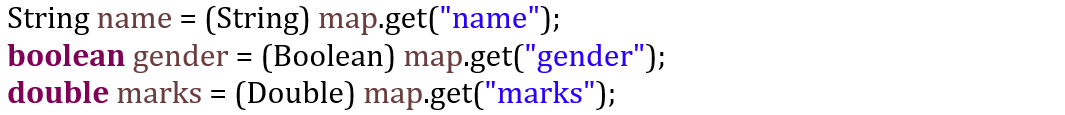 String name = (String) map.get("name");
boolean gender = (Boolean) map.get("gender");
double marks = (Double) map.get("marks");